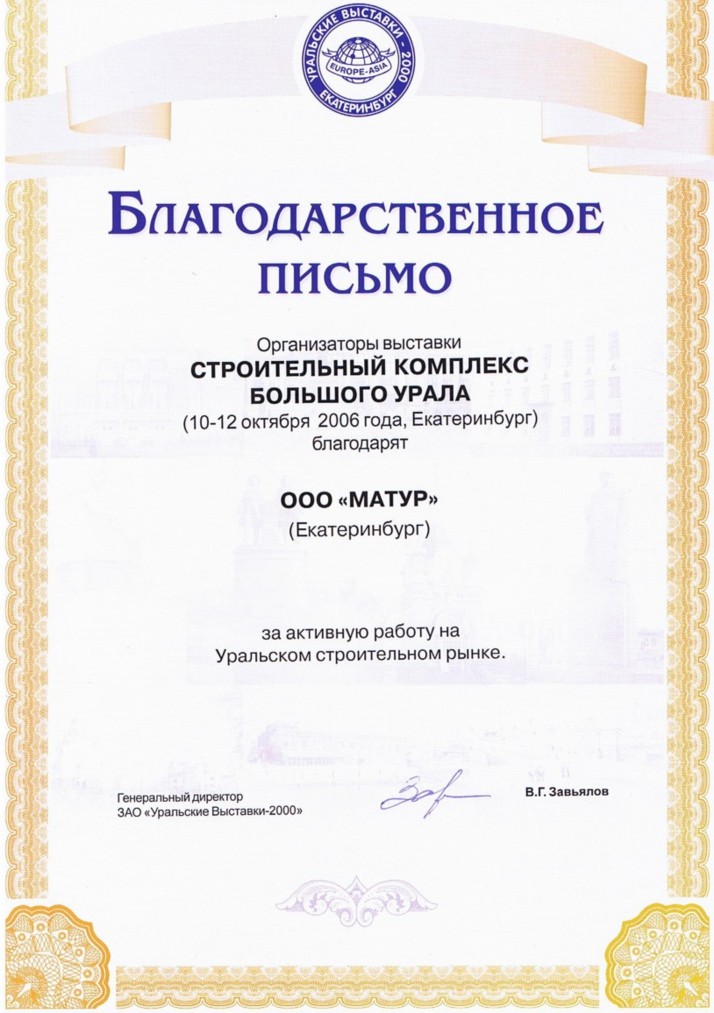 УРАЛЬСКИЕ ВЫСТАВКИ - 2000
EUROPE-ASIA
ЕКАТЕРИНБУРГ
БЛАГОДАРСТВЕННОЕ
ПИСЬМО
Организаторы выставки
СТРОИТЕЛЬНЫЙ КОМПЛЕКС
БОЛЬШОГО УРАЛА
(10-12 октября 2006 года, Екатеринбург)
благодарят
ООО «МАТУР»
(Екатеринбург)
за активную работу на
Уральском строительном рынке.
Генеральный директор
ЗАО «Уральские Выставки-2000»
В.Г. Завьялов